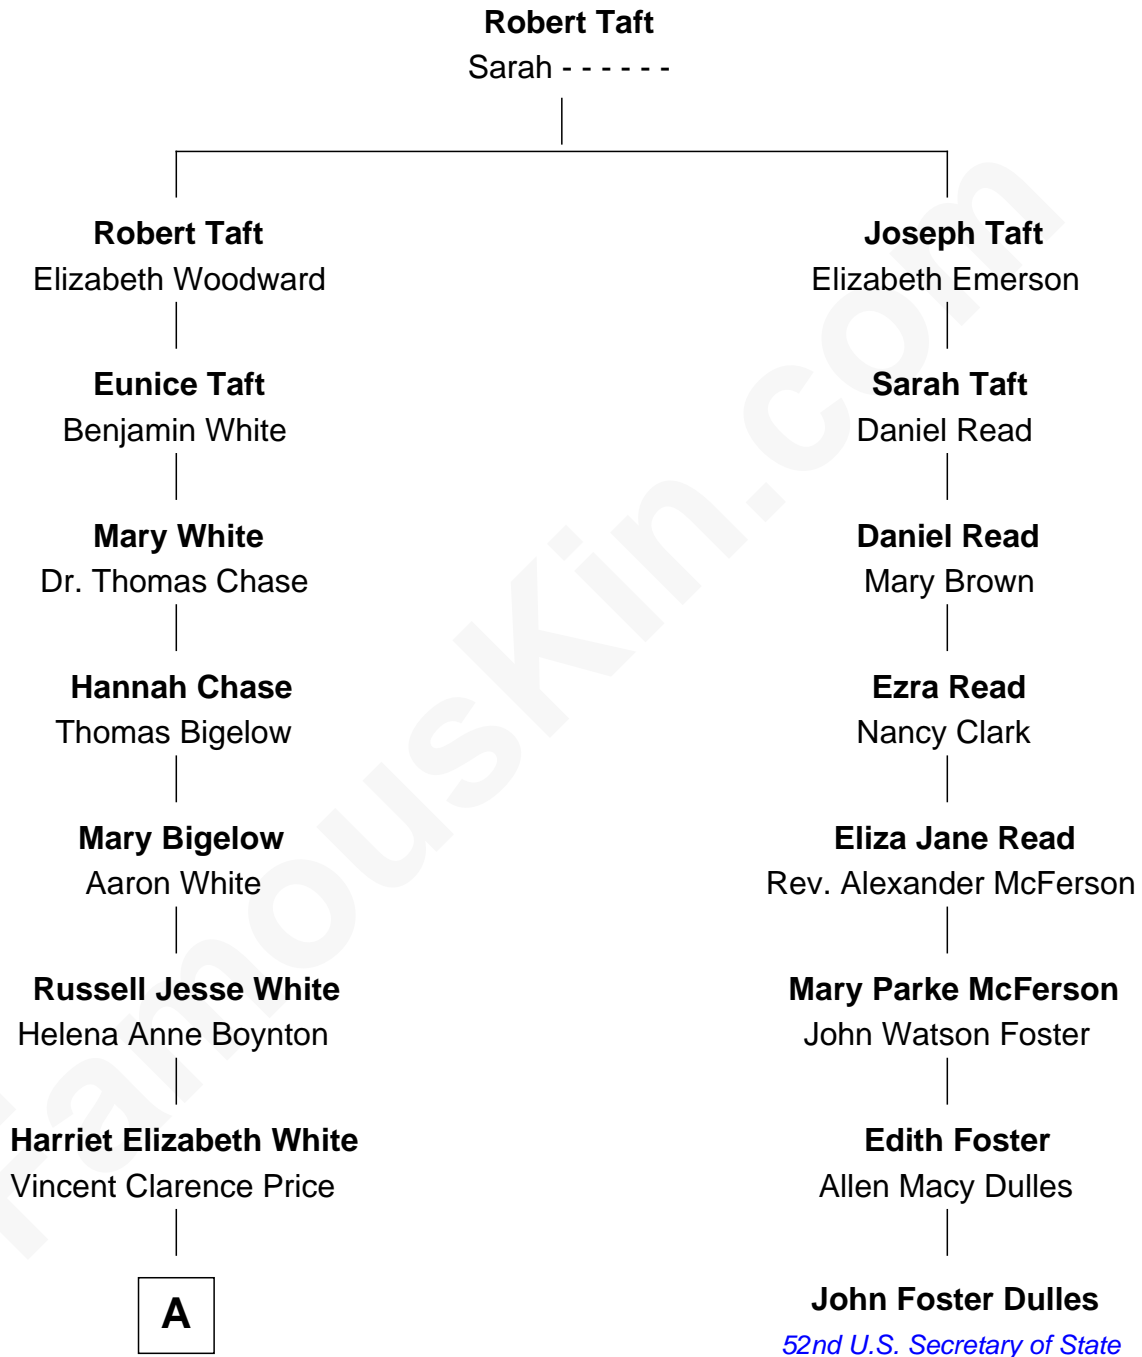 Robert Taft
Sarah - - - - - -
Robert Taft
Elizabeth Woodward
Joseph Taft
Elizabeth Emerson
Eunice Taft
Benjamin White
Sarah Taft
Daniel Read
Mary White
Dr. Thomas Chase
Daniel Read
Mary Brown
Hannah Chase
Thomas Bigelow
Ezra Read
Nancy Clark
Mary Bigelow
Aaron White
Eliza Jane Read
Rev. Alexander McFerson
Russell Jesse White
Helena Anne Boynton
Mary Parke McFerson
John Watson Foster
Harriet Elizabeth White
Vincent Clarence Price
Edith Foster
Allen Macy Dulles
A
John Foster Dulles
52nd U.S. Secretary of State
FamousKin.com